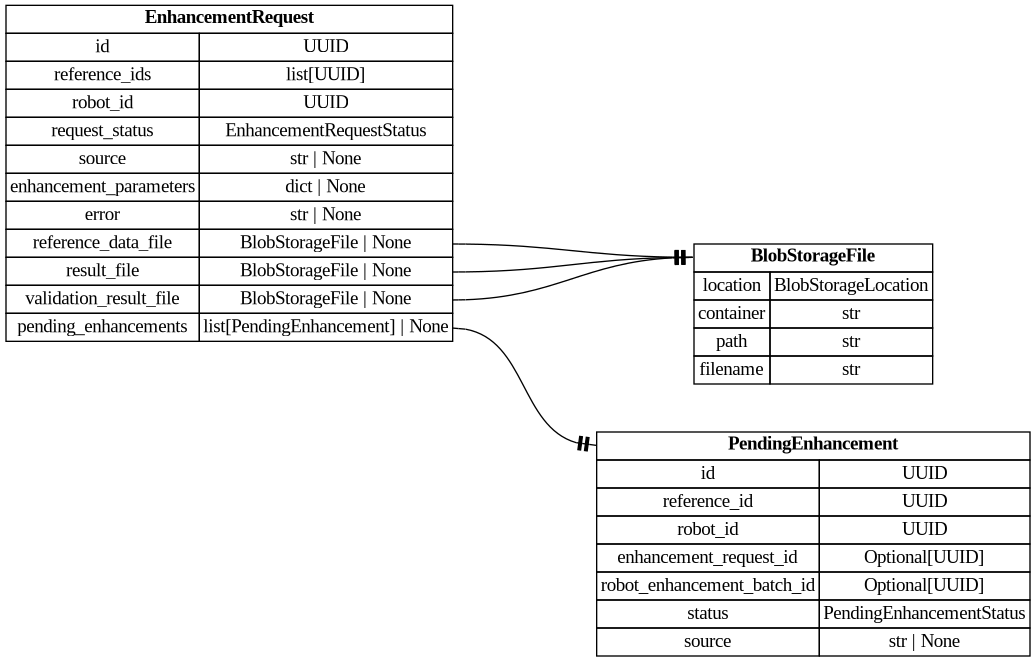 EnhancementRequest
id UUID
reference_ids list[UUID]
robot_id UUID
request_status EnhancementRequestStatus
source str | None
enhancement_parameters dict | None
error str | None
reference_data_file BlobStorageFile | None
result_file BlobStorageFile | None
validation_result_file BlobStorageFile | None
pending_enhancements list[PendingEnhancement] | None
BlobStorageFile
location BlobStorageLocation
container str
path str
filename str
PendingEnhancement
id UUID
reference_id UUID
robot_id UUID
enhancement_request_id Optional[UUID]
robot_enhancement_batch_id Optional[UUID]
status PendingEnhancementStatus
source str | None